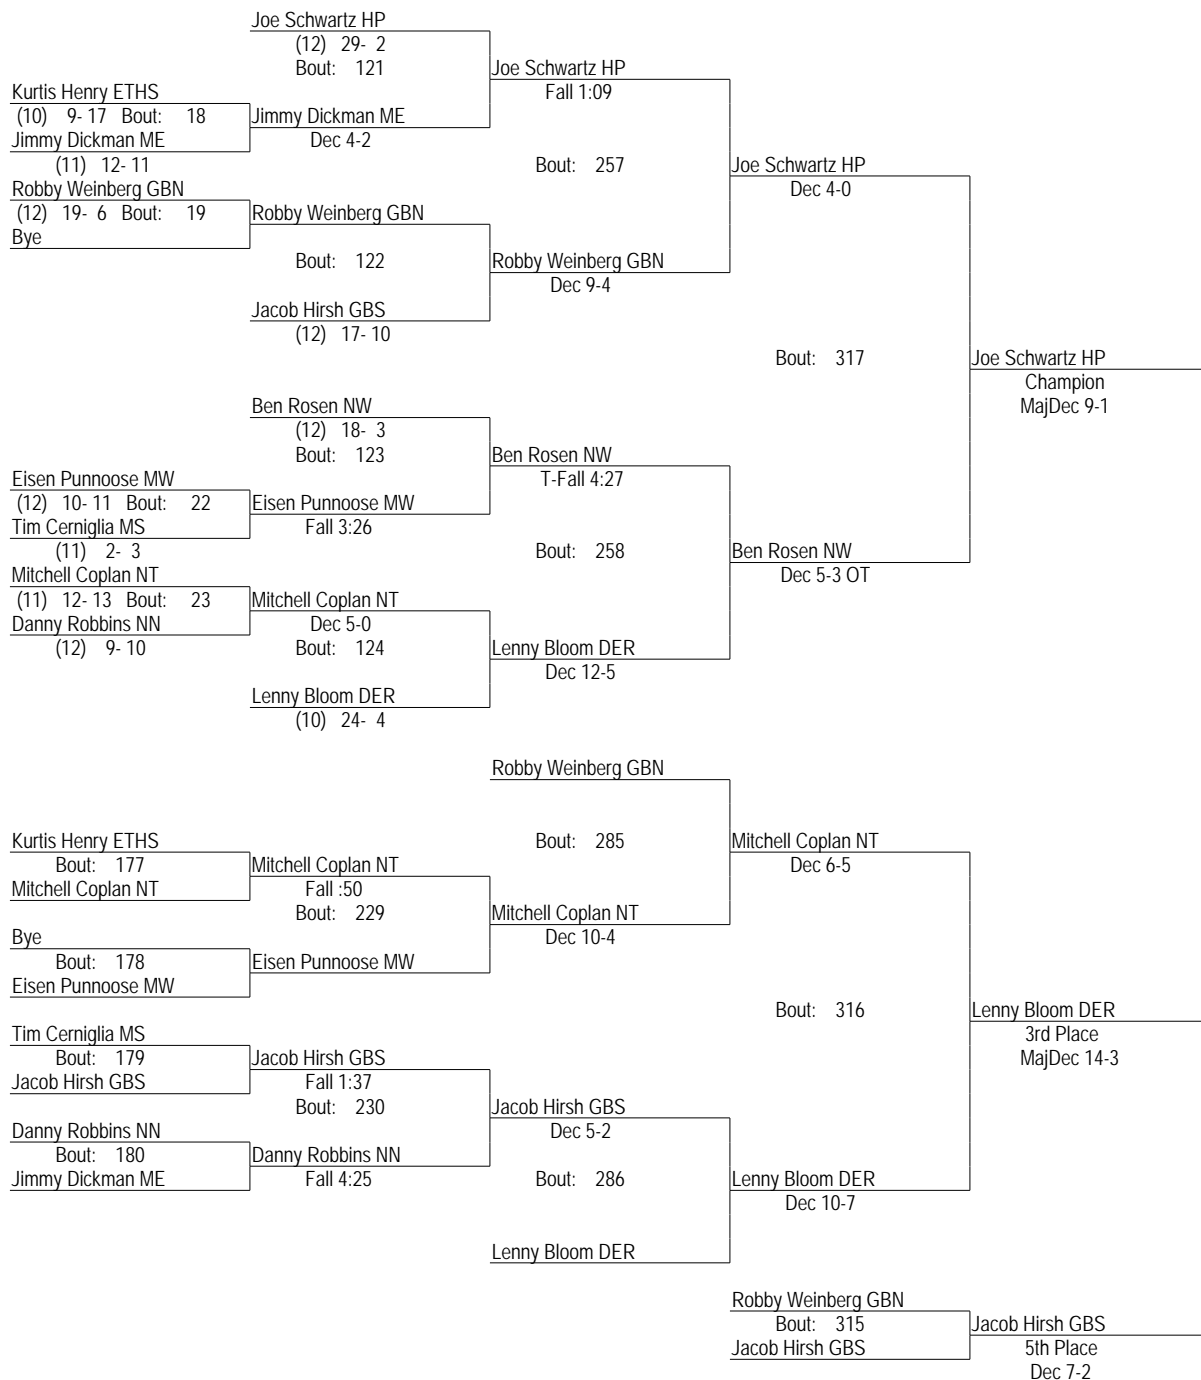 Joe Schwartz HP
(12) 29- 2
Bout: 121
Joe Schwartz HP
Fall 1:09
Kurtis Henry ETHS
(10) 9- 17 Bout: 18
Jimmy Dickman ME
Dec 4-2
Jimmy Dickman ME
(11) 12- 11
Bout: 257
Joe Schwartz HP
Dec 4-0
Robby Weinberg GBN
(12) 19- 6 Bout: 19
Robby Weinberg GBN
Bye
Bout: 122
Robby Weinberg GBN
Dec 9-4
Jacob Hirsh GBS
(12) 17- 10
Bout: 317
Joe Schwartz HP
Champion
MajDec 9-1
Ben Rosen NW
(12) 18- 3
Bout: 123
Ben Rosen NW
T-Fall 4:27
Eisen Punnoose MW
(12) 10- 11 Bout: 22
Eisen Punnoose MW
Fall 3:26
Tim Cerniglia MS
(11) 2- 3
Bout: 258
Ben Rosen NW
Dec 5-3 OT
Mitchell Coplan NT
(11) 12- 13 Bout: 23
Mitchell Coplan NT
Dec 5-0
Danny Robbins NN
(12) 9- 10
Bout: 124
Lenny Bloom DER
Dec 12-5
Lenny Bloom DER
(10) 24- 4
Robby Weinberg GBN
Bout: 285
Mitchell Coplan NT
Dec 6-5
Kurtis Henry ETHS
Bout: 177
Mitchell Coplan NT
Mitchell Coplan NT
Fall :50
Bout: 229
Mitchell Coplan NT
Dec 10-4
Bye
Bout: 178
Eisen Punnoose MW
Eisen Punnoose MW
Bout: 316
Lenny Bloom DER
3rd Place
MajDec 14-3
Tim Cerniglia MS
Bout: 179
Jacob Hirsh GBS
Jacob Hirsh GBS
Fall 1:37
Bout: 230
Jacob Hirsh GBS
Dec 5-2
Danny Robbins NN
Bout: 180
Jimmy Dickman ME
Danny Robbins NN
Fall 4:25
Bout: 286
Lenny Bloom DER
Dec 10-7
Lenny Bloom DER
Robby Weinberg GBN
Bout: 315
Jacob Hirsh GBS
Jacob Hirsh GBS
5th Place
Dec 7-2